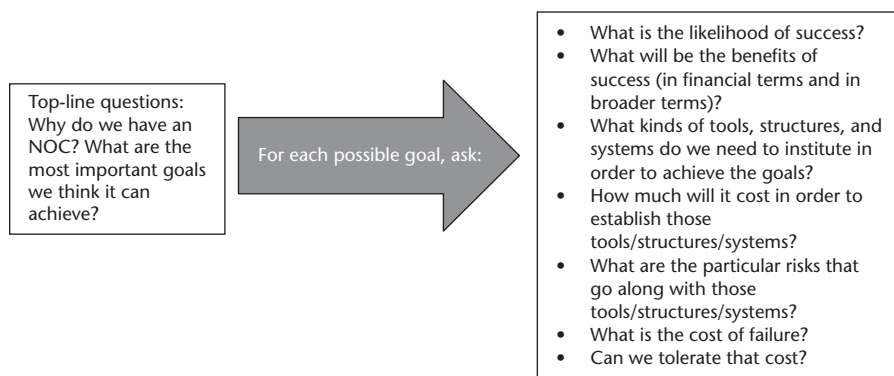 Top-line questions:
Why do we have an
NOC? What are the
most important goals
we think it can
achieve?
For each possible goal, ask:
• What is the likelihood of success?
• What will be the benefits of
success (in financial terms and in
broader terms)?
• What kinds of tools, structures, and
systems do we need to institute in
order to achieve the goals?
• How much will it cost in order to
establish those
tools/structures/systems?
• What are the particular risks that
go along with those
tools/structures/systems?
• What is the cost of failure?
• Can we tolerate that cost?